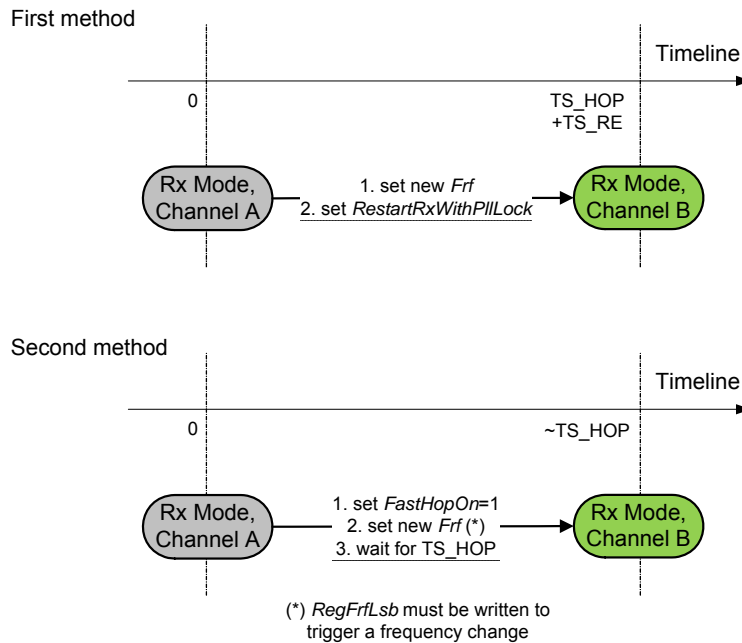 First method
Timeline
0
TS_HOP
+TS_RE
Rx Mode,
Channel A
1. set new Frf
2. set RestartRxWithPllLock
Rx Mode,
Channel B
Second method
Timeline
0
~TS_HOP
Rx Mode,
Channel A
1. set FastHopOn=1
2. set new Frf (*)
3. wait for TS_HOP
Rx Mode,
Channel B
(*) RegFrfLsb must be written to
trigger a frequency change